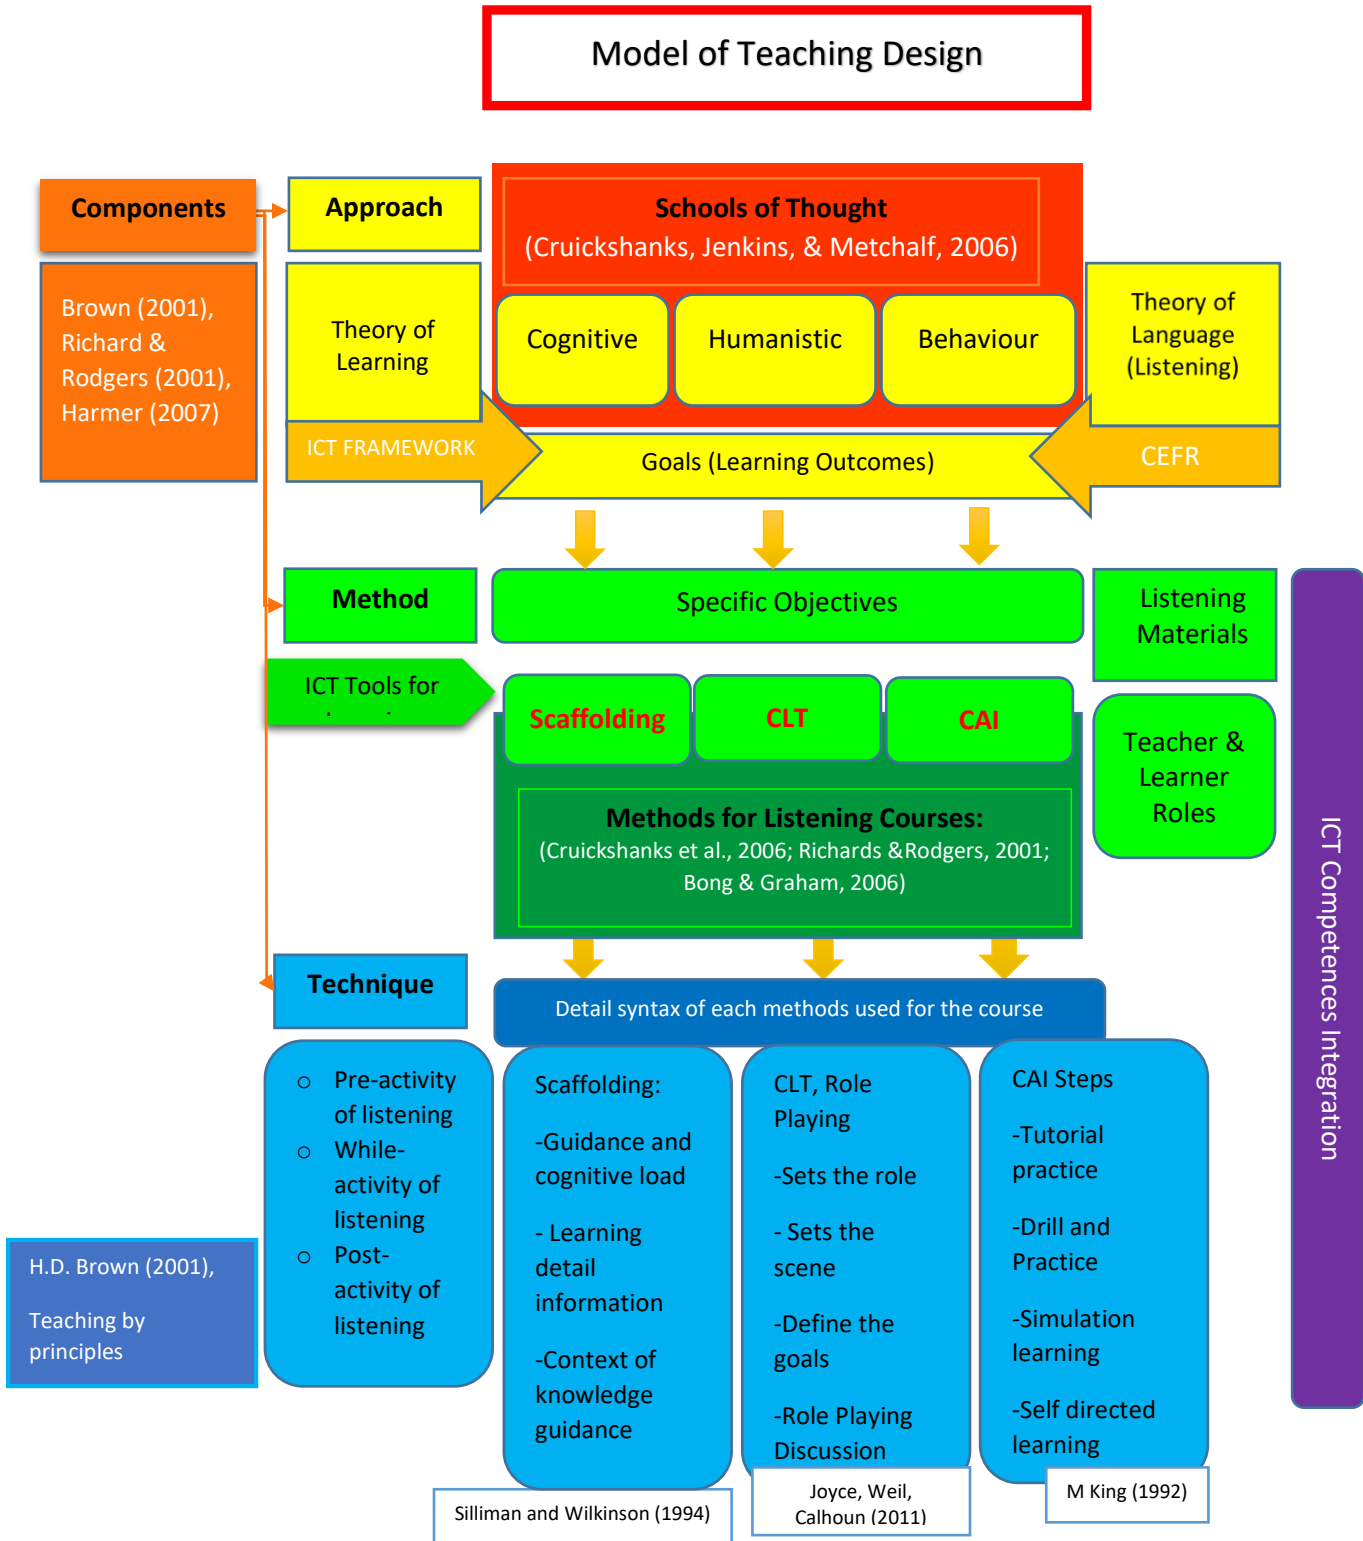 Model of Teaching Design
Components
Approach
Schools of Thought
(Cruickshanks, Jenkins, & Metchalf, 2006)
Brown (2001),
Richard &
Rodgers (2001),
Harmer (2007)
Theory of
Learning
Cognitive
Humanistic
Behaviour
Theory of
Language
(Listening)
ICT FRAMEWORK
Goals (Learning Outcomes)
CEFR
Method
Specific Objectives
Listening
Materials
ICT Tools for
Scaffolding
CLT
CAI
Teacher &
Learner
Roles
Methods for Listening Courses:
(Cruickshanks et al., 2006; Richards &Rodgers, 2001;
Bong & Graham, 2006)
ICT Competences Integration
Technique
Detail syntax of each methods used for the course
o Pre-activity
of listening
o While-
activity of
listening
o Post-
activity of
listening
Scaffolding:
-Guidance and
cognitive load
- Learning
detail
information
-Context of
knowledge
guidance
CLT, Role
Playing
-Sets the role
- Sets the
scene
-Define the
goals
-Role Playing
Discussion
CAI Steps
-Tutorial
practice
-Drill and
Practice
-Simulation
learning
-Self directed
learning
H.D. Brown (2001),
Teaching by
principles
Silliman and Wilkinson (1994)
Joyce, Weil,
Calhoun (2011)
M King (1992)